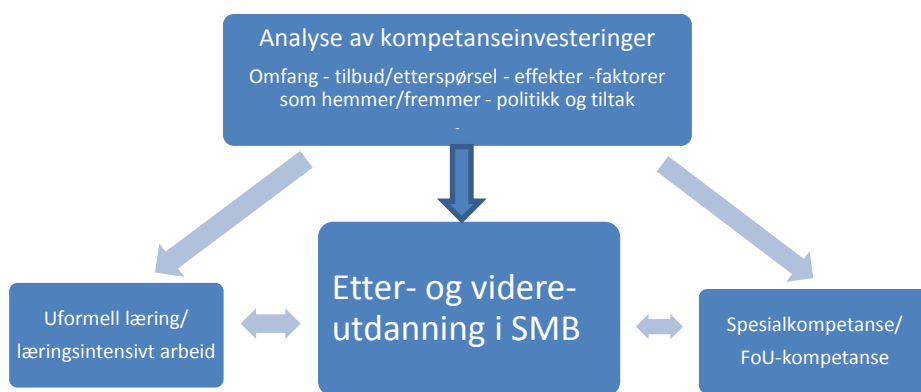 Analyse av kompetanseinvesteringer
Omfang - tilbud/etterspørsel - effekter -faktorer
som hemmer/fremmer - politikk og tiltak
-
Etter- og videre-
utdanning i SMB
Uformell læring/
læringsintensivt arbeid
Spesialkompetanse/
FoU-kompetanse